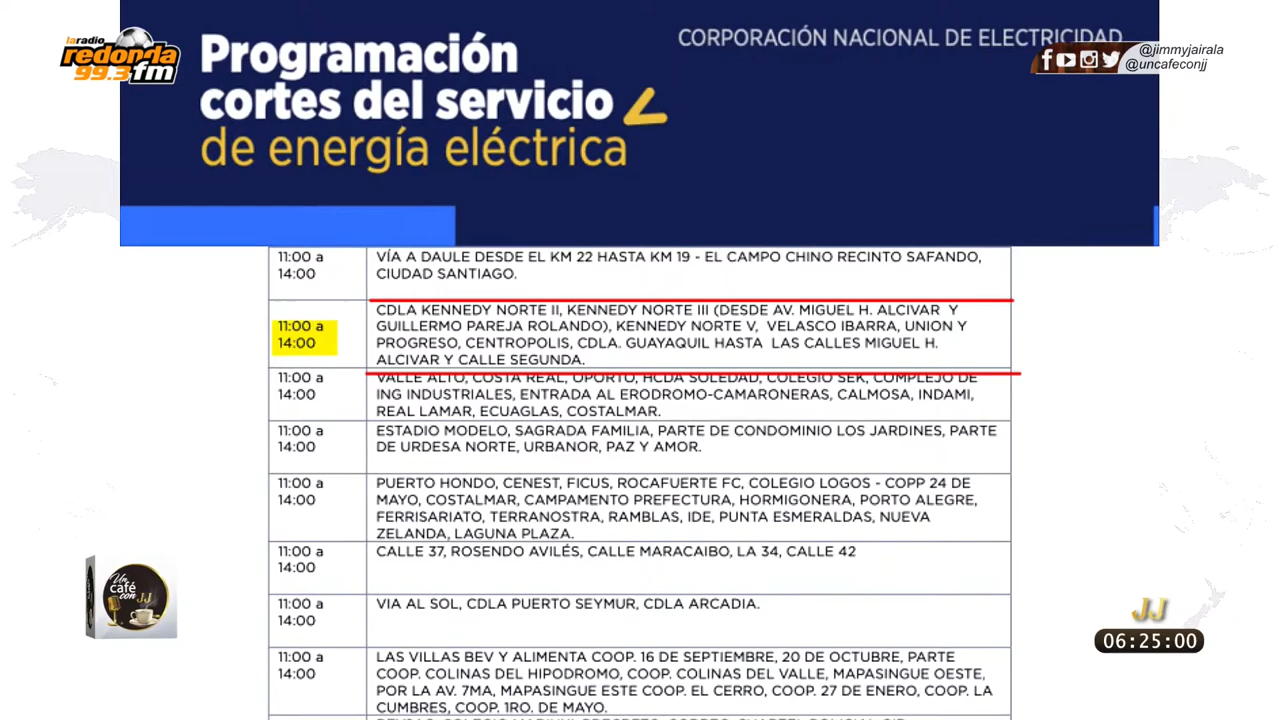 la radio
redonda
99.3 fm
Programación
cortes del servicio
de energía eléctrica
CORPORACIÓN NACIONAL DE ELECTRICIDAD
@jimmyjairala
@uncafeconjj
11:00 a
14:00
VÍA A DAULE DESDE EL KM 22 HASTA KM 19 - EL CAMPO CHINO RECINTO SAFANDO,
CIUDAD SANTIAGO.
11:00 a
14:00
CDLA KENNEDY NORTE II, KENNEDY NORTE III (DESDE AV. MIGUEL H. ALCIVAR Y
GUILLERMO PAREJA ROLANDO), KENNEDY NORTE V, VELASCO IBARRA, UNION Y
PROGRESO, CENTROPOLIS, CDLA. GUAYAQUIL HASTA LAS CALLES MIGUEL H.
ALCIVAR Y CALLE SEGUNDA.
11:00 a
14:00
VALLE ALTO, COSTA REAL, OPORTO, HCDA SOLEDAD, COLEGIO SEK, COMPLEJO DE
ING INDUSTRIALES, ENTRADA AL ERODROMO-CAMARONERAS, CALMOSA, INDAMI,
REAL LAMAR, ECUAGLAS, COSTALMAR.
11:00 a
14:00
ESTADIO MODELO, SAGRADA FAMILIA, PARTE DE CONDOMINIO LOS JARDINES, PARTE
DE URDESA NORTE, URBANOR, PAZ Y AMOR.
11:00 a
14:00
PUERTO HONDO, CENEST, FICUS, ROCAFUERTE FC, COLEGIO LOGOS - COPP 24 DE
MAYO, COSTALMAR, CAMPAMENTO PREFECTURA, HORMIGONERA, PORTO ALEGRE,
FERRISARIATO, TERRANOSTRA, RAMBLAS, IDE, PUNTA ESMERALDAS, NUEVA
ZELANDA, LAGUNA PLAZA.
11:00 a
14:00
CALLE 37, ROSENDO AVILÉS, CALLE MARACAIBO, LA 34, CALLE 42
11:00 a
14:00
VIA AL SOL, CDLA PUERTO SEYMUR, CDLA ARCADIA.
11:00 a
14:00
LAS VILLAS BEV Y ALIMENTA COOP. 16 DE SEPTIEMBRE, 20 DE OCTUBRE, PARTE
COOP. COLINAS DEL HIPODROMO, COOP. COLINAS DEL VALLE, MAPASINGUE OESTE,
POR LA AV. 7MA, MAPASINGUE ESTE COOP. EL CERRO, COOP. 27 DE ENERO, COOP. LA
CUMBRES, COOP. 1RO. DE MAYO.
Un
café
con JJ
JJ
06:25:00